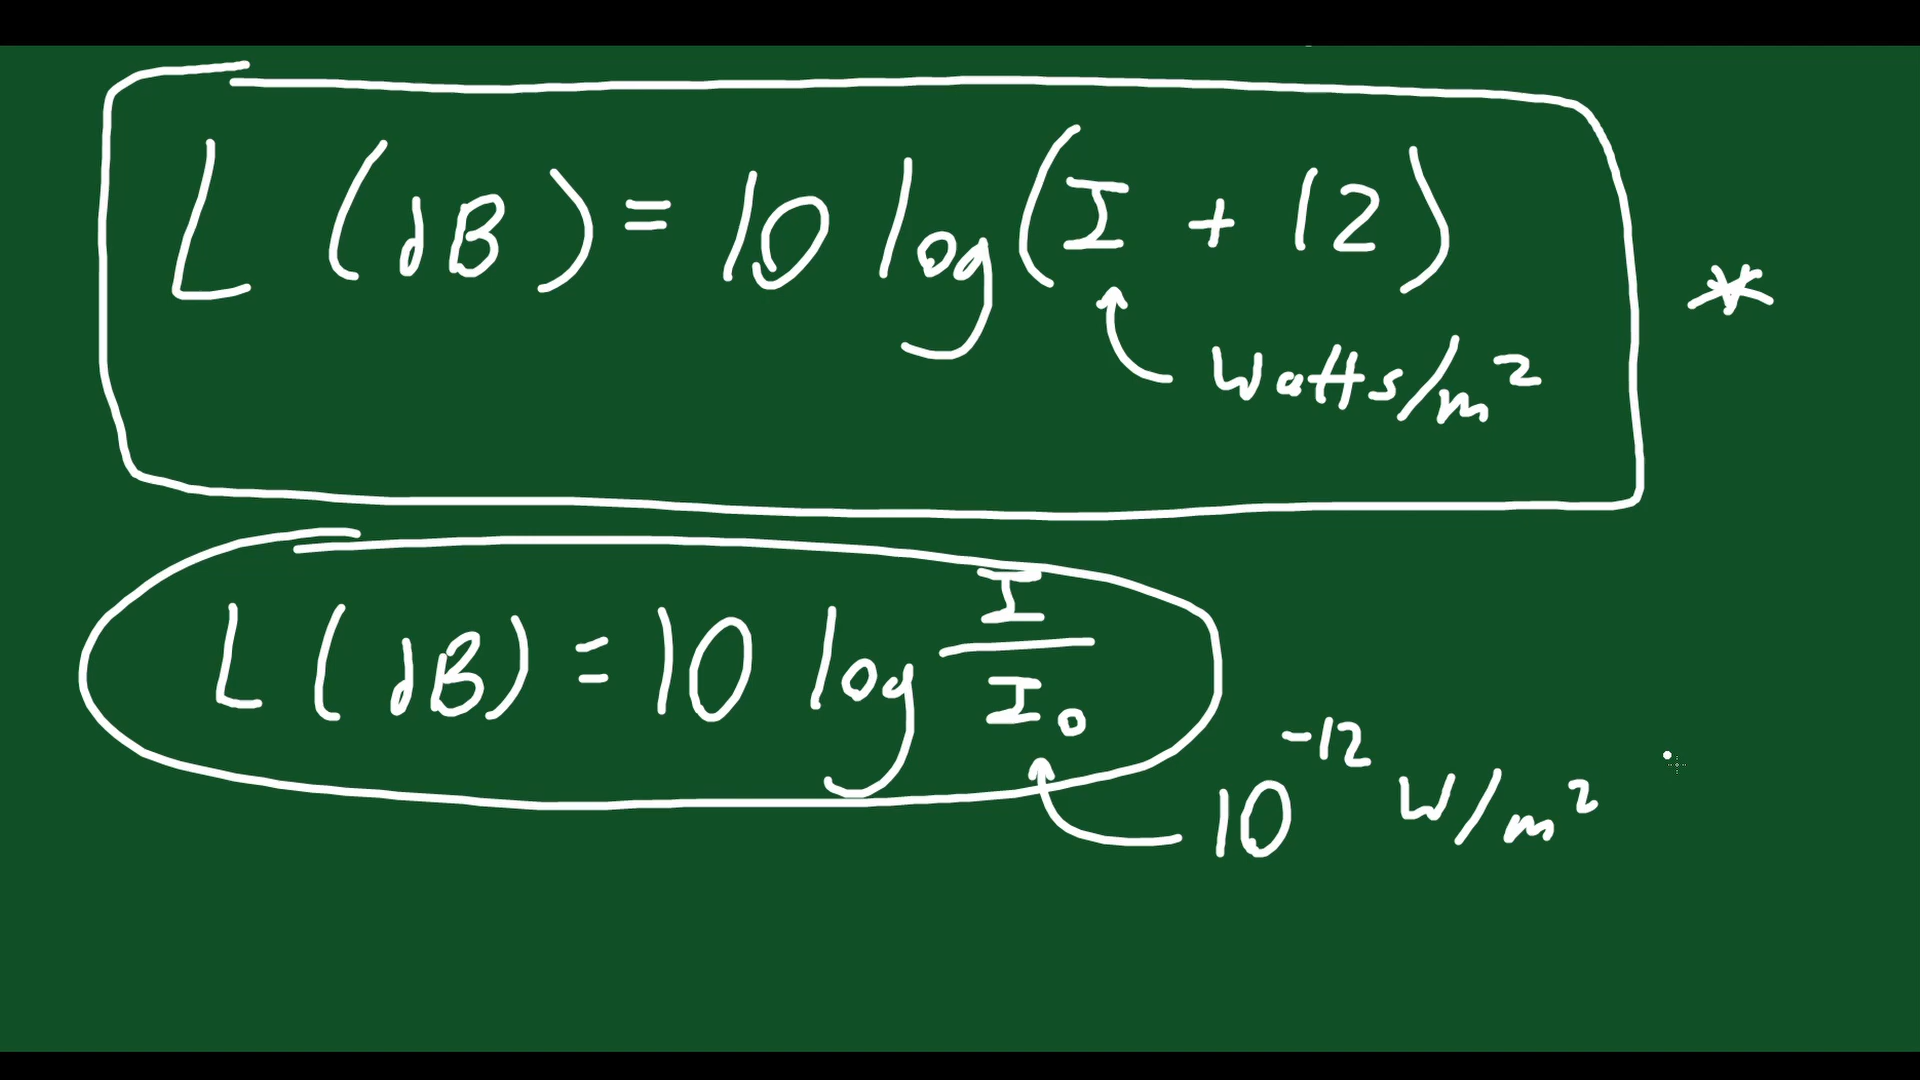 L (dB) = 10 log(I + 12) *
Watts/m²
L (dB) = 10 log I/I₀
10⁻¹² W/m²